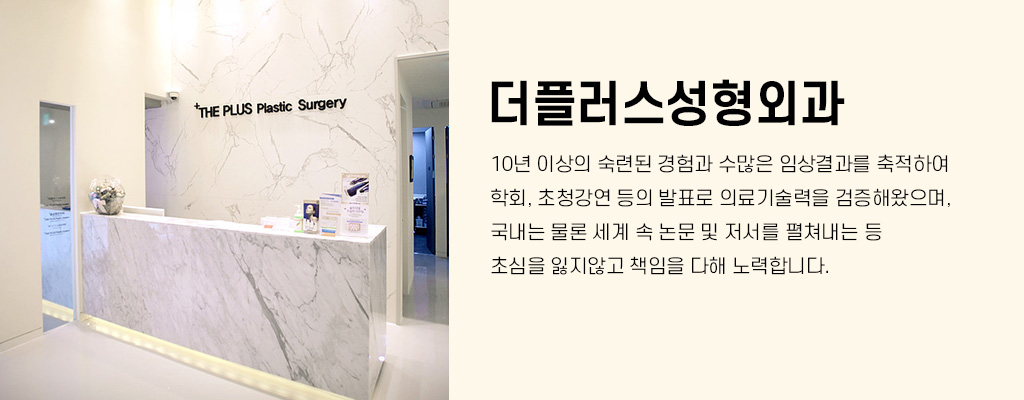 +THE PLUS Plastic Surgery
더플러스성형외과
10년 이상의 숙련된 경험과 수많은 임상결과를 축적하여
학회, 초청강연 등의 발표로 의료기술력을 검증해왔으며,
국내는 물론 세계 속 논문 및 저서를 펼쳐내는 등
초심을 잃지않고 책임을 다해 노력합니다.